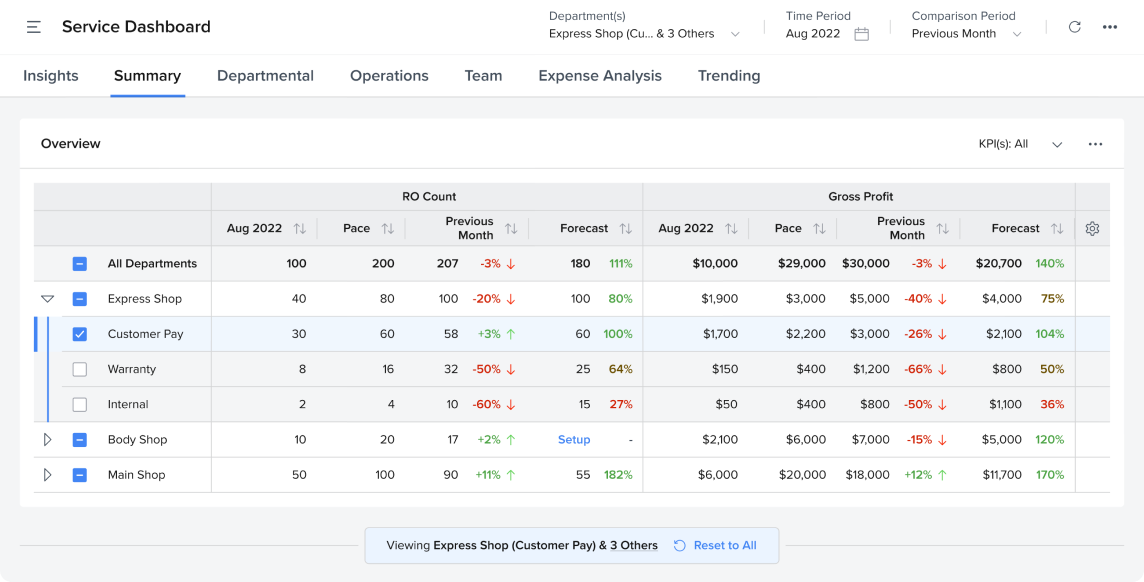 Service Dashboard
Department(s)
Express Shop (Cu... & 3 Others
Time Period
Aug 2022
Comparison Period
Previous Month
Insights Summary Departmental Operations Team Expense Analysis Trending
Overview
KPI(s): All
RO Count Gross Profit
Aug 2022 Pace Previous Month Forecast Aug 2022 Pace Previous Month Forecast
All Departments 100 200 207 -3% 180 111% $10,000 $29,000 $30,000 -3% $20,700 140%
Express Shop 40 80 100 -20% 100 80% $1,900 $3,000 $5,000 -40% $4,000 75%
Customer Pay 30 60 58 +3% 60 100% $1,700 $2,200 $3,000 -26% $2,100 104%
Warranty 8 16 32 -50% 25 64% $150 $400 $1,200 -66% $800 50%
Internal 2 4 10 -60% 15 27% $50 $400 $800 -50% $1,100 36%
Body Shop 10 20 17 +2% Setup - $2,100 $6,000 $7,000 -15% $5,000 120%
Main Shop 50 100 90 +11% 55 182% $6,000 $20,000 $18,000 +12% $11,700 170%
Viewing Express Shop (Customer Pay) & 3 Others Reset to All